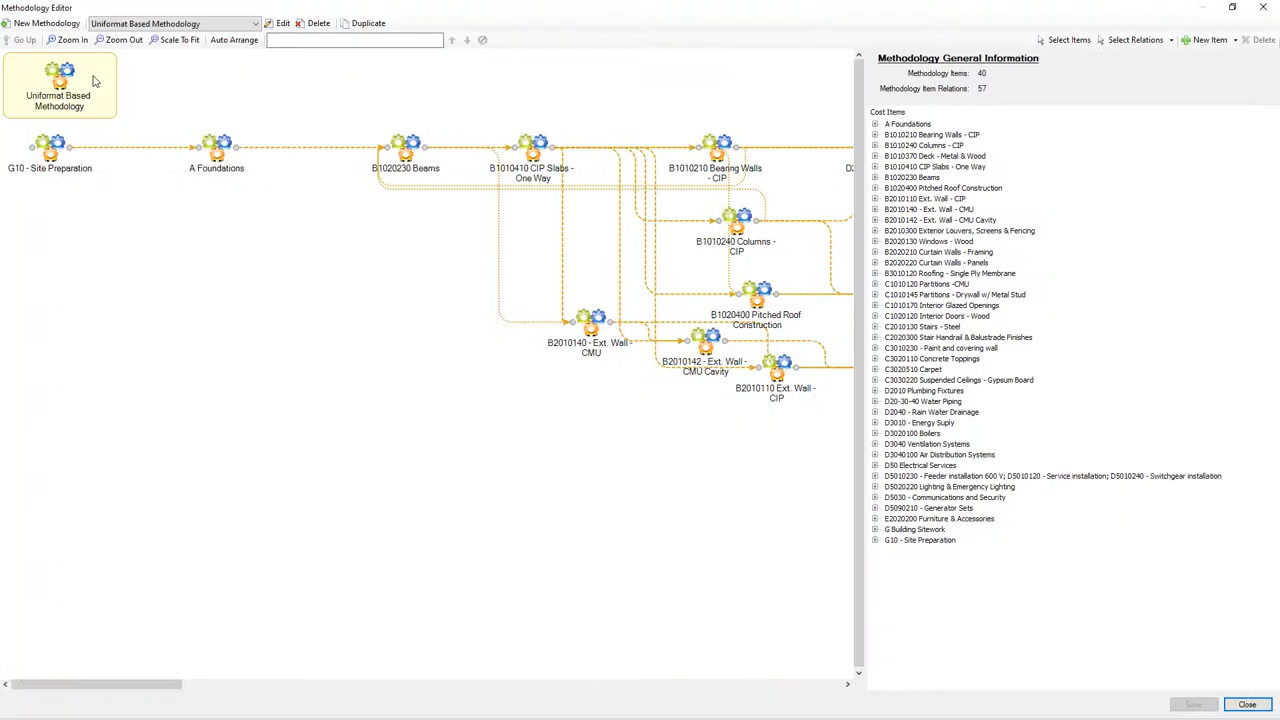 Methodology Editor
New Methodology
Uniformat Based Methodology
Edit
Delete
Duplicate
Go Up
Zoom In
Zoom Out
Scale To Fit
Auto Arrange
Select Items
Select Relations
New Item
Delete
Uniformat Based
Methodology
G10 - Site Preparation
A Foundations
B1020230 Beams
B1010410 CIP Slabs -
One Way
B1010210 Bearing Walls
- CIP
B1010240 Columns -
CIP
B1020400 Pitched Roof
Construction
B2010140 - Ext. Wall -
CMU
B2010142 - Ext. Wall -
CMU Cavity
B2010110 Ext. Wall -
CIP
Methodology General Information
Methodology Items: 40
Methodology Item Relations: 57
Cost Items
A Foundations
B1010210 Bearing Walls - CIP
B1010240 Columns - CIP
B1010370 Deck - Metal & Wood
B1010410 CIP Slabs - One Way
B1020230 Beams
B1020400 Pitched Roof Construction
B2010110 Ext. Wall - CIP
B2010140 - Ext. Wall - CMU
B2010142 - Ext. Wall - CMU Cavity
B2010300 Exterior Louvers, Screens & Fencing
B2020130 Windows - Wood
B2020210 Curtain Walls - Framing
B2020220 Curtain Walls - Panels
B3010120 Roofing - Single Ply Membrane
C1010120 Partitions -CMU
C1010145 Partitions - Drywall w/ Metal Stud
C1010170 Interior Glazed Openings
C1020120 Interior Doors - Wood
C2010130 Stairs - Steel
C2020300 Stair Handrail & Balustrade Finishes
C3010230 - Paint and covering wall
C3020110 Concrete Toppings
C3020510 Carpet
C3030220 Suspended Ceilings - Gypsum Board
D2010 Plumbing Fixtures
D20-30-40 Water Piping
D2040 - Rain Water Drainage
D3010 - Energy Suply
D3020100 Boilers
D3040 Ventilation Systems
D3040100 Air Distribution Systems
D50 Electrical Services
D5010230 - Feeder installation 600 V; D5010120 - Service installation; D5010240 - Switchgear installation
D5020220 Lighting & Emergency Lighting
D5030 - Communications and Security
D5090210 - Generator Sets
E2020200 Furniture & Accessories
G Building Sitework
G10 - Site Preparation
Save
Close